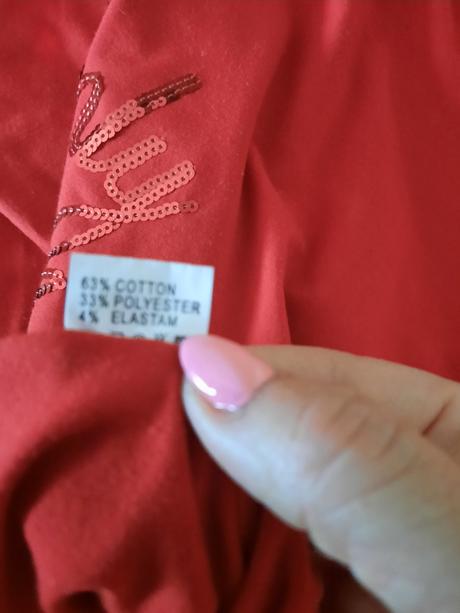 63% COTTON
33% POLYESTER
4% ELASTAM